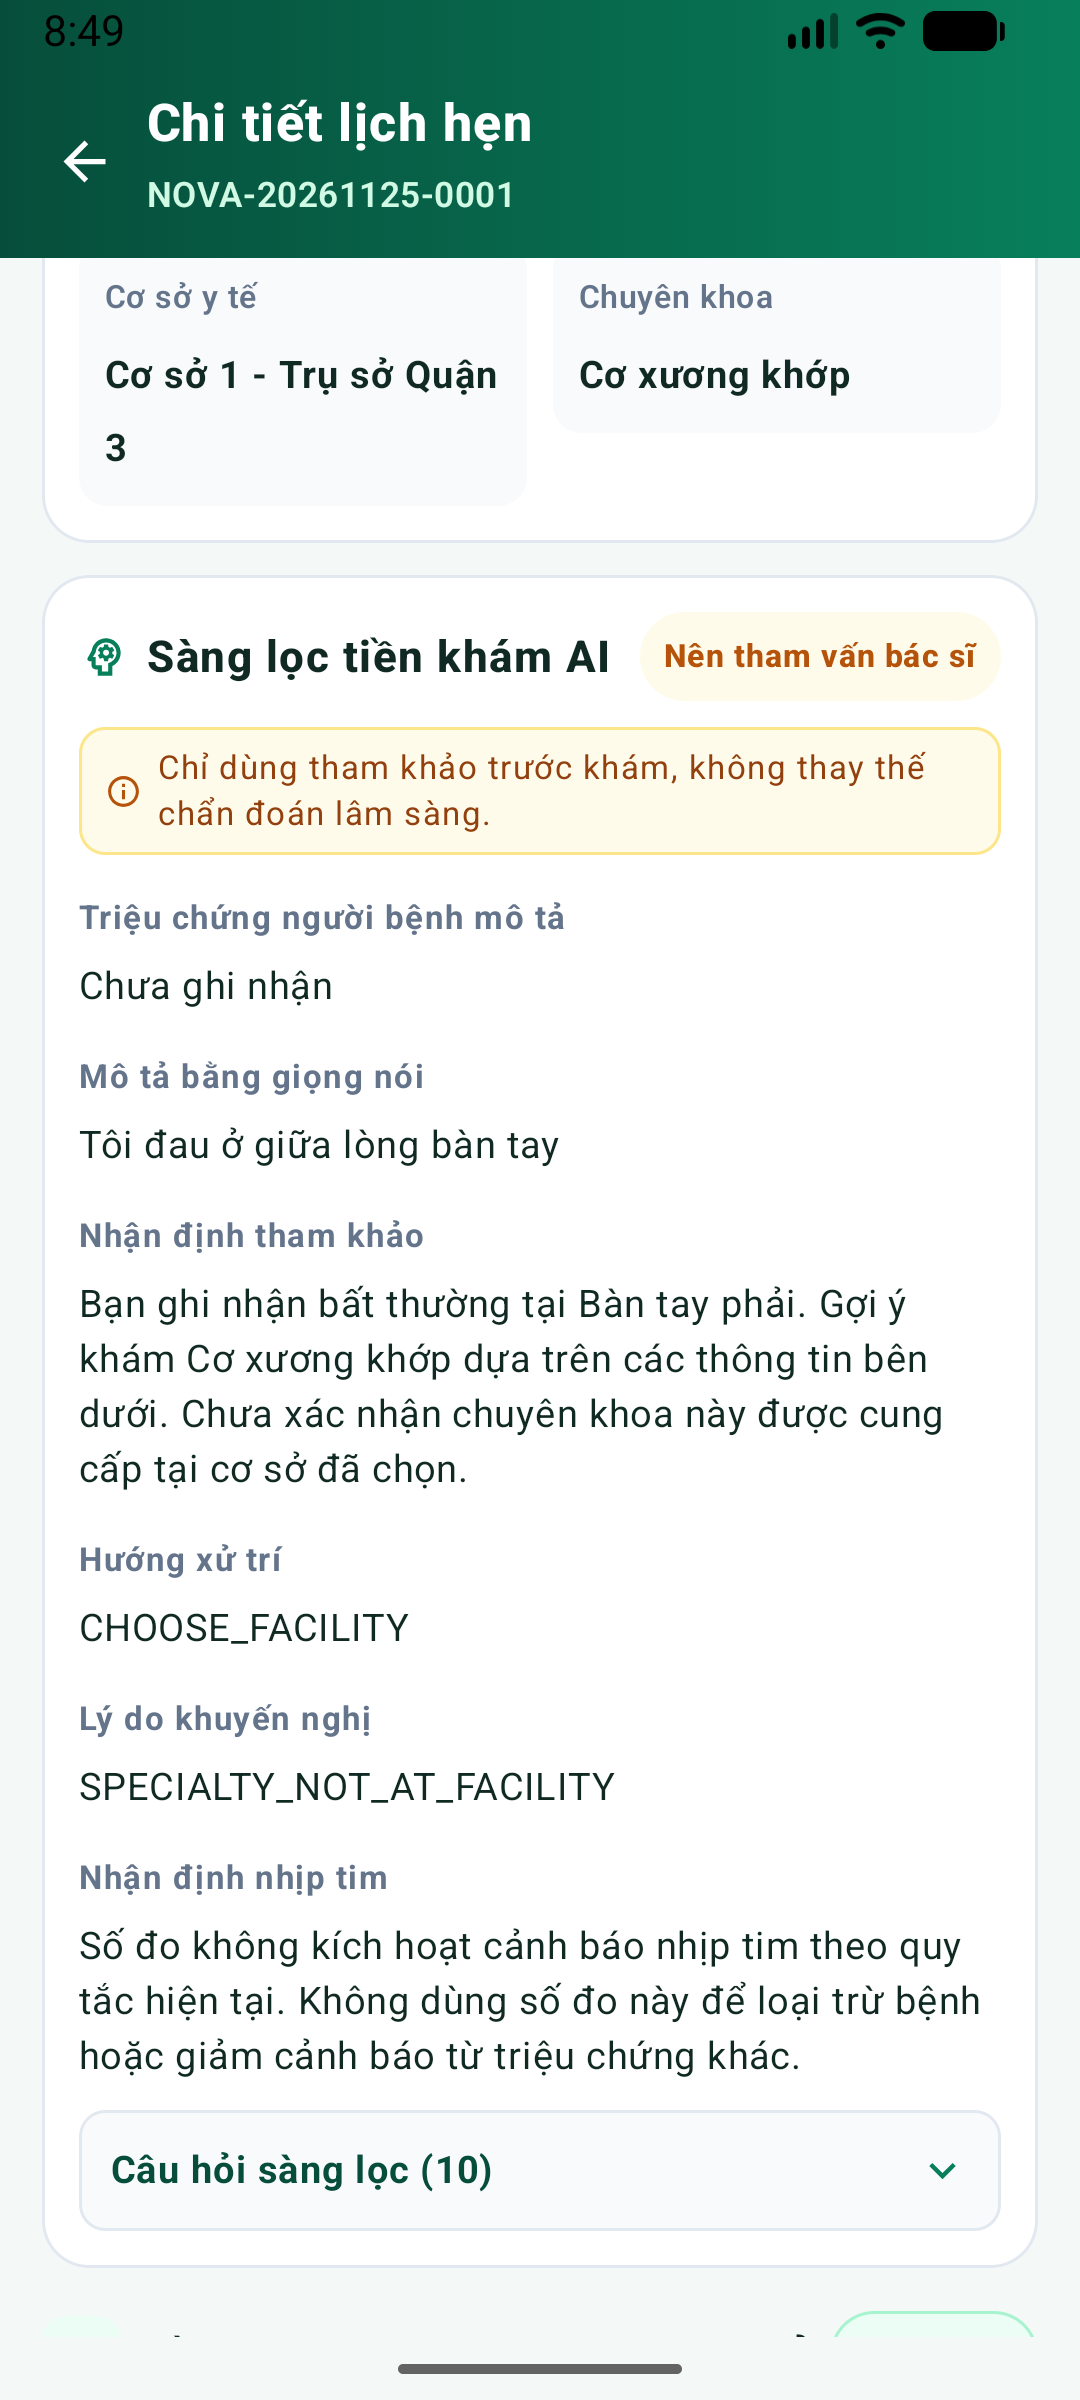 8:49
Chi tiết lịch hẹn
NOVA-20261125-0001
Cơ sở y tế
Cơ sở 1 - Trụ sở Quận
3
Chuyên khoa
Cơ xương khớp
Sàng lọc tiền khám AI
Nên tham vấn bác sĩ
Chỉ dùng tham khảo trước khám, không thay thế
chẩn đoán lâm sàng.
Triệu chứng người bệnh mô tả
Chưa ghi nhận
Mô tả bằng giọng nói
Tôi đau ở giữa lòng bàn tay
Nhận định tham khảo
Bạn ghi nhận bất thường tại Bàn tay phải. Gợi ý
khám Cơ xương khớp dựa trên các thông tin bên
dưới. Chưa xác nhận chuyên khoa này được cung
cấp tại cơ sở đã chọn.
Hướng xử trí
CHOOSE_FACILITY
Lý do khuyến nghị
SPECIALTY_NOT_AT_FACILITY
Nhận định nhịp tim
Số đo không kích hoạt cảnh báo nhịp tim theo quy
tắc hiện tại. Không dùng số đo này để loại trừ bệnh
hoặc giảm cảnh báo từ triệu chứng khác.
Câu hỏi sàng lọc (10)